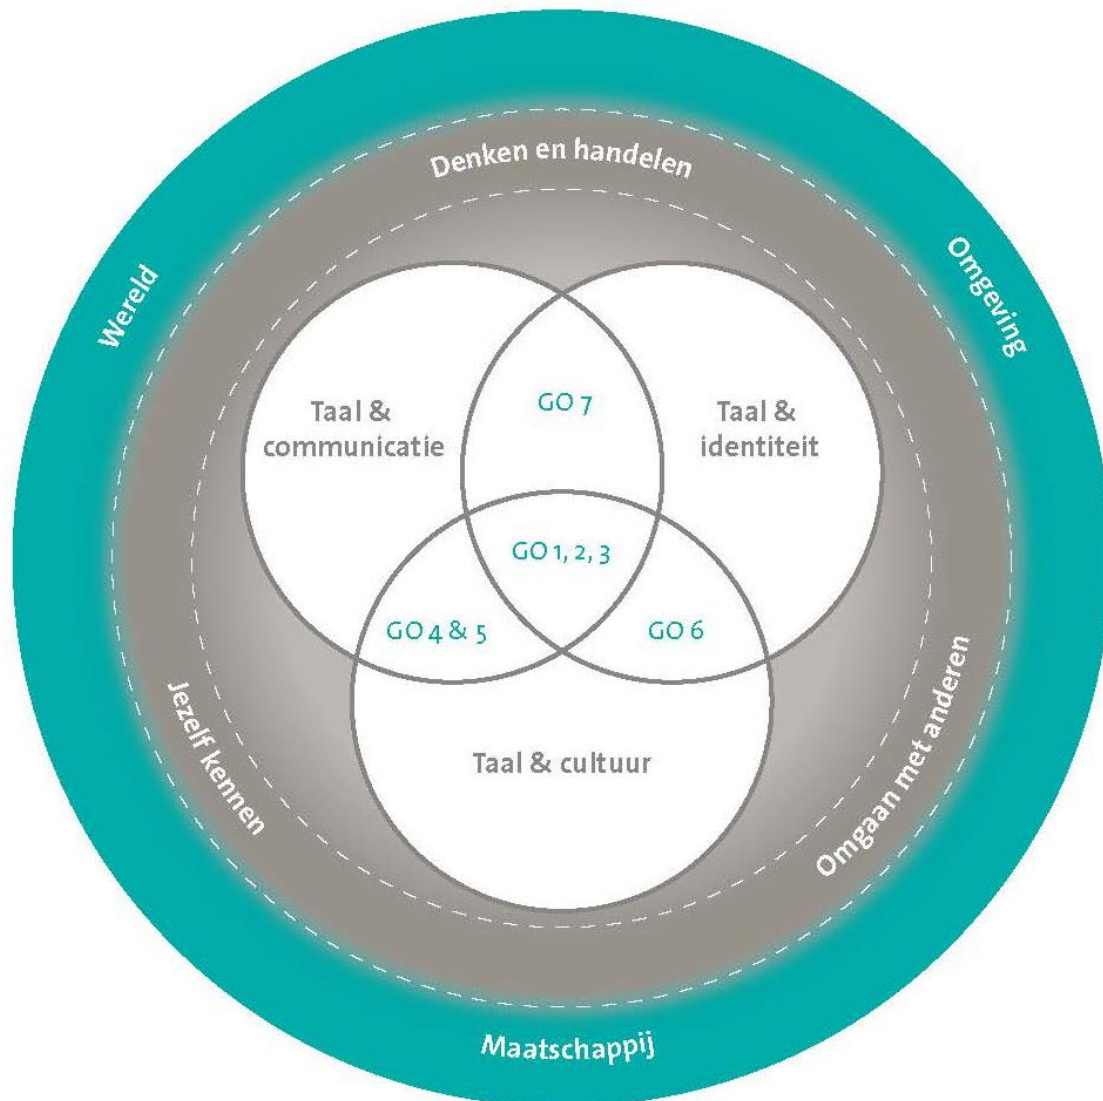 Denken en handelen
Wereld
Omgeving
Taal &
communicatie
GO 7
Taal &
identiteit
GO 1, 2, 3
GO 4 & 5
GO 6
Jezelf kennen
Omgaan met anderen
Taal & cultuur
Maatschappij